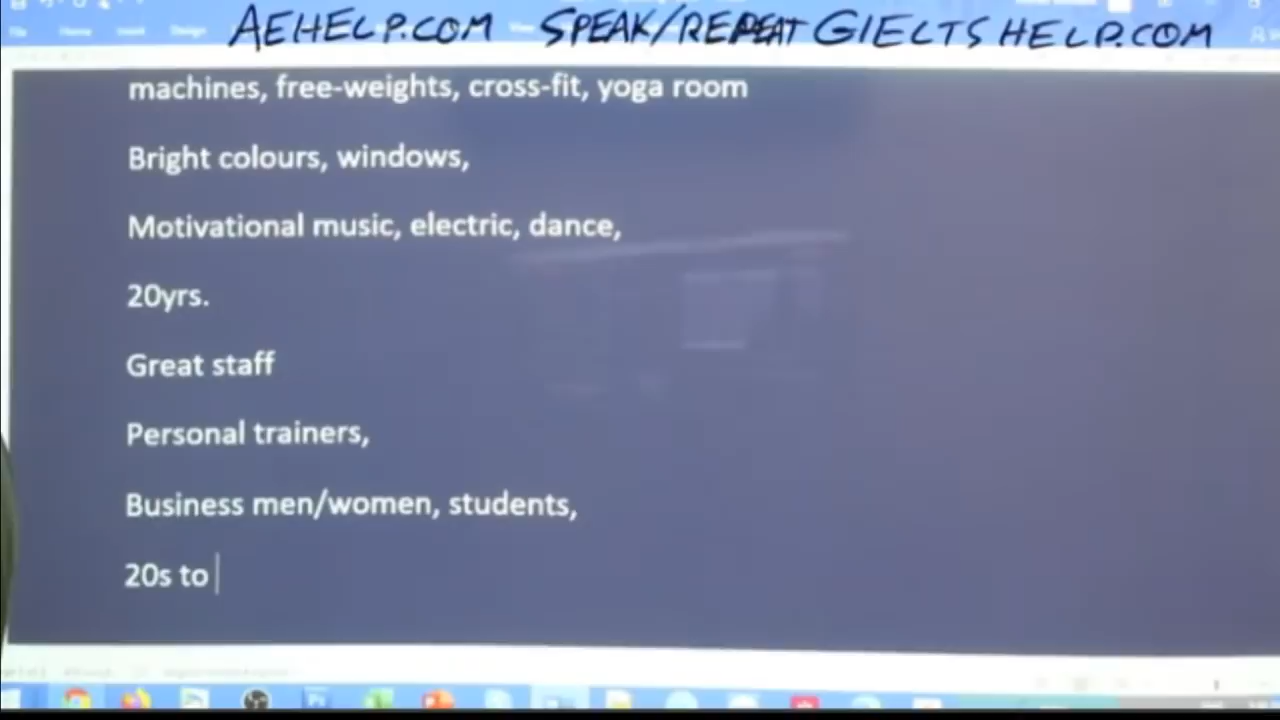 AEHELP.COM SPEAK/REPEAT GIELTSHELP.COM
machines, free-weights, cross-fit, yoga room
Bright colours, windows,
Motivational music, electric, dance,
20yrs.
Great staff
Personal trainers,
Business men/women, students,
20s to